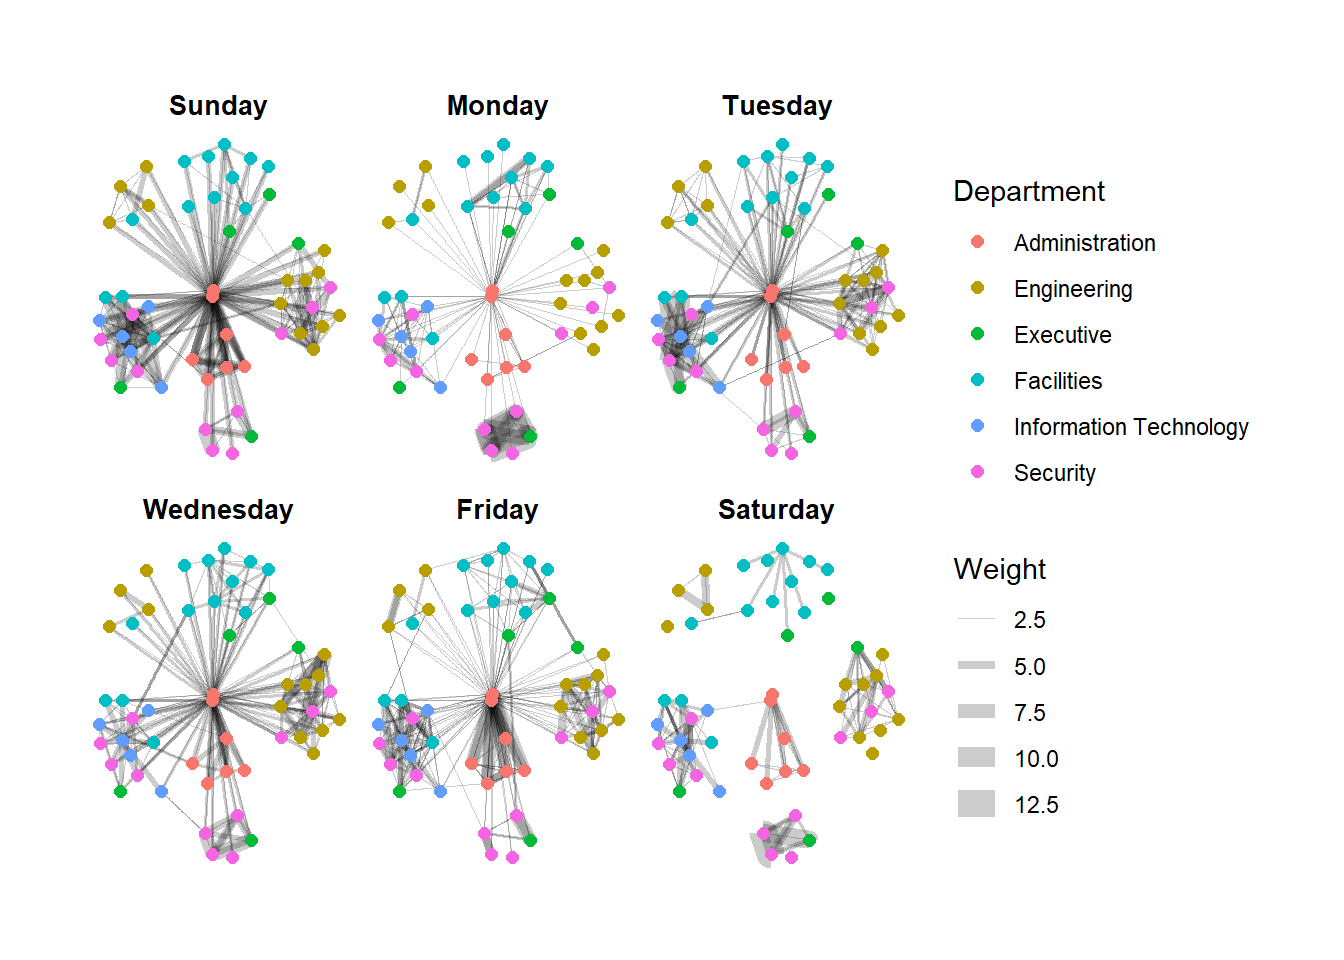 Sunday
Monday
Tuesday
Wednesday
Friday
Saturday
Department
Administration
Engineering
Executive
Facilities
Information Technology
Security
Weight
2.5
5.0
7.5
10.0
12.5